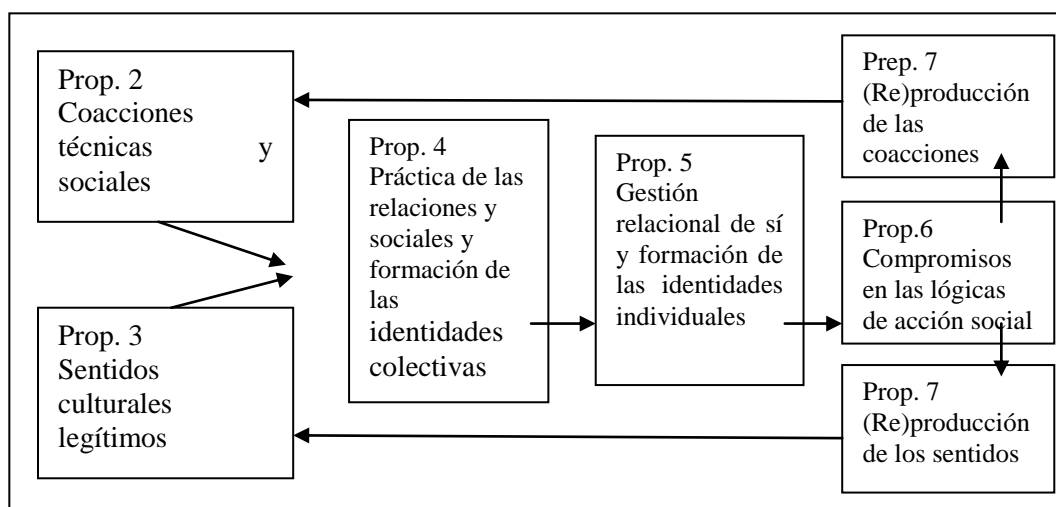 Prop. 2
Coacciones
técnicas y
sociales
Prop. 3
Sentidos
culturales
legítimos
Prop. 4
Práctica de las
relaciones y
sociales y
formación de
las
identidades
colectivas
Prop. 5
Gestión
relacional de sí
y formación de
las identidades
individuales
Prep. 7
(Re)producción
de las
coacciones
Prop.6
Compromisos
en las lógicas
de acción social
Prop. 7
(Re)producción
de los sentidos